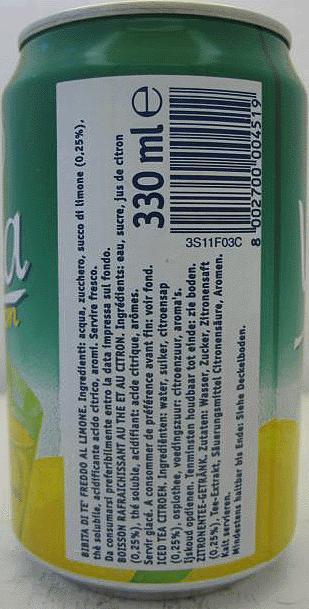 BIBITA DI TE' FREDDO AL LIMONE. Ingredienti: acqua, zucchero, succo di limone (0,25%),
thè solubile, acidificante acido citrico, aromi. Servire fresco.
Da consumarsi preferibilmente entro la data impressa sul fondo.
BOISSON RAFRAICHISSANT AU THE ET AU CITRON. Ingrédients: eau, sucre, jus de citron
(0,25%), thé soluble, acidifiant: acide citrique, arômes.
Servir glacé. A consommer de préférence avant fin: voir fond.
ICED TEA CITROEN. Ingrediënten: water, suiker, citroensap
(0,25%), osplothee, voedingszuur: citroenzuur, aroma's.
Ijskoud opdienen. Tenminsten houdbaar tot einde: zie boden.
ZITRONENTEE-GETRÄNK. Zutaten: Wasser, Zucker, Zitronensaft
(0,25%), Tee-Extrakt, Säuerungsmittel Citronensäure, Aromen.
Kalt servieren.
Mindestens haltbar bis Ende: Siehe Deckelboden.
330 ml e
3S11F03C
8 002700 004519